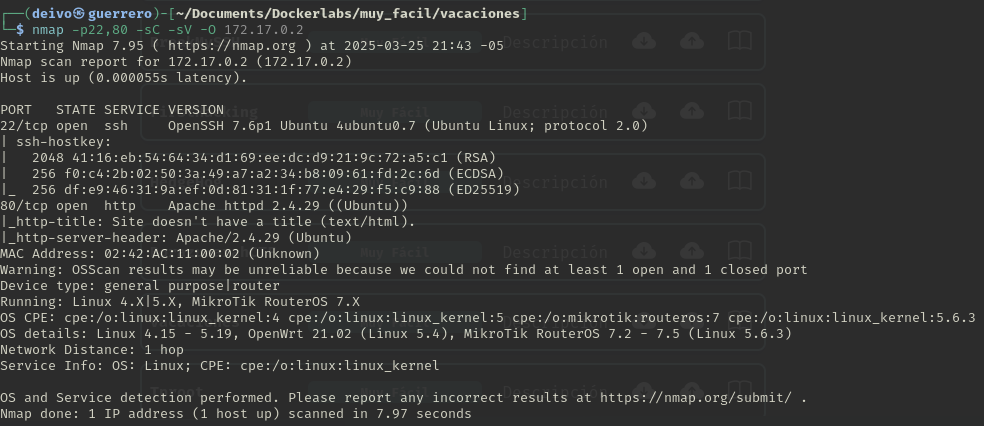 ┌──(deivo㉿guerrero)-[~/Documents/Dockerlabs/muy_facil/vacaciones]
└─$ nmap -p22,80 -sC -sV -O 172.17.0.2
Starting Nmap 7.95 ( https://nmap.org ) at 2025-03-25 21:43 -05
Nmap scan report for 172.17.0.2 (172.17.0.2)
Host is up (0.000055s latency).
PORT   STATE SERVICE VERSION
Muy Fácil Descripción
22/tcp open  ssh     OpenSSH 7.6p1 Ubuntu 4ubuntu0.7 (Ubuntu Linux; protocol 2.0)
| ssh-hostkey:
|   2048 41:16:eb:54:64:34:d1:69:ee:dc:d9:21:9c:72:a5:c1 (RSA)
|   256 f0:c4:2b:02:50:3a:49:a7:a2:34:b8:09:61:fd:2c:6d (ECDSA)
|_  256 df:e9:46:31:9a:ef:0d:81:31:1f:77:e4:29:f5:c9:88 (ED25519)
80/tcp open  http    Apache httpd 2.4.29 ((Ubuntu))
|_http-title: Site doesn't have a title (text/html).
|_http-server-header: Apache/2.4.29 (Ubuntu)
MAC Address: 02:42:AC:11:00:02 (Unknown)
Muy Fácil Descripción
Warning: OSScan results may be unreliable because we could not find at least 1 open and 1 closed port
Device type: general purpose|router
Running: Linux 4.X|5.X, MikroTik RouterOS 7.X
OS CPE: cpe:/o:linux:linux_kernel:4 cpe:/o:linux:linux_kernel:5 cpe:/o:mikrotik:routeros:7 cpe:/o:linux:linux_kernel:5.6.3
OS details: Linux 4.15 - 5.19, OpenWrt 21.02 (Linux 5.4), MikroTik RouterOS 7.2 - 7.5 (Linux 5.6.3)
Network Distance: 1 hop
Service Info: OS: Linux; CPE: cpe:/o:linux:linux_kernel
Tproot Muy Fácil Descripción
OS and Service detection performed. Please report any incorrect results at https://nmap.org/submit/ .
Nmap done: 1 IP address (1 host up) scanned in 7.97 seconds